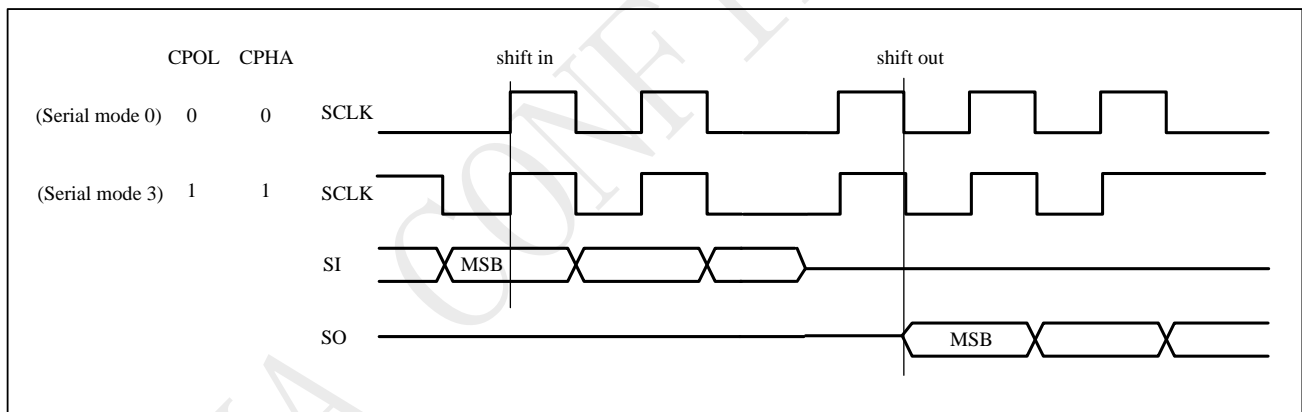 CPOL CPHA shift in shift out
(Serial mode 0) 0 0 SCLK
(Serial mode 3) 1 1 SCLK
SI MSB
SO MSB